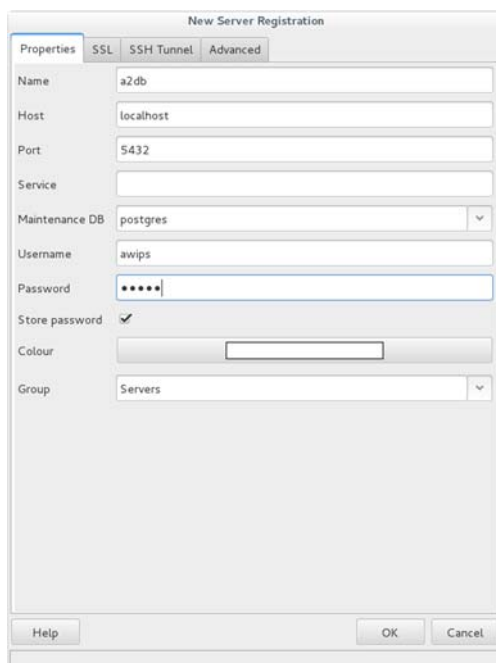 New Server Registration
Properties SSL SSH Tunnel Advanced
Name a2db
Host localhost
Port 5432
Service
Maintenance DB postgres
Username awips
Password •••••
Store password
Colour
Group Servers
Help OK Cancel